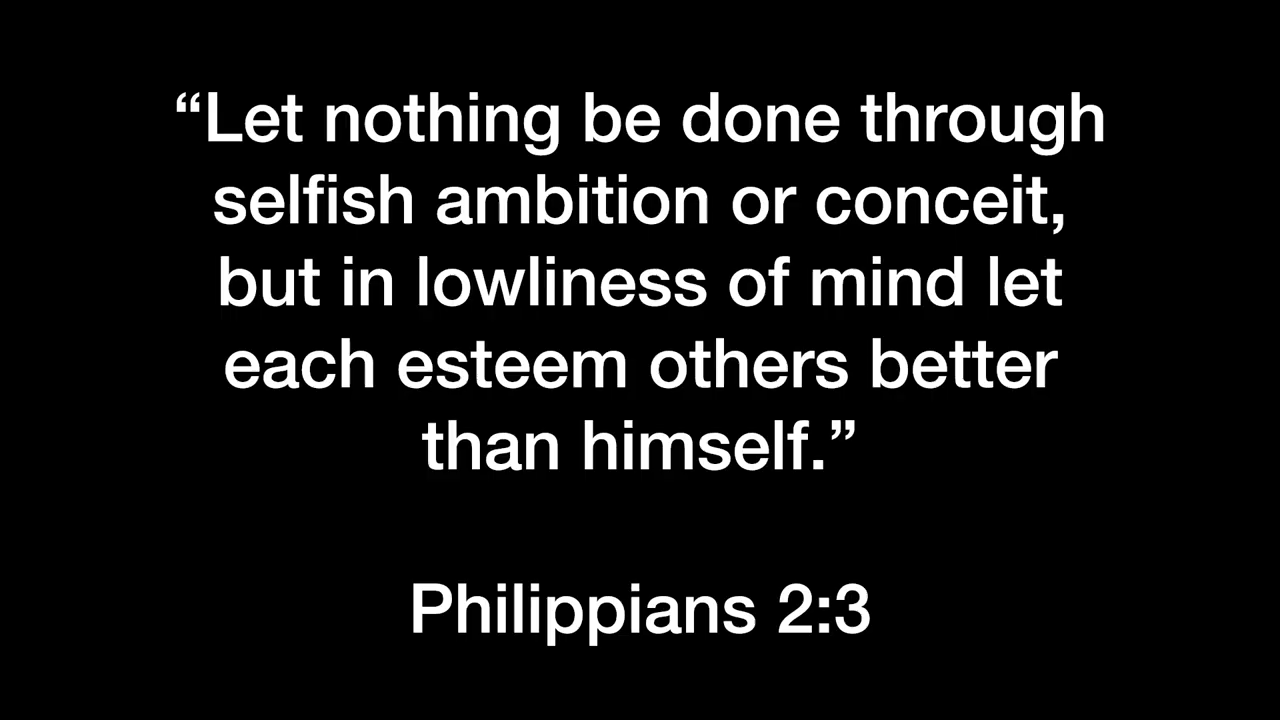 “Let nothing be done through
selfish ambition or conceit,
but in lowliness of mind let
each esteem others better
than himself.”
Philippians 2:3